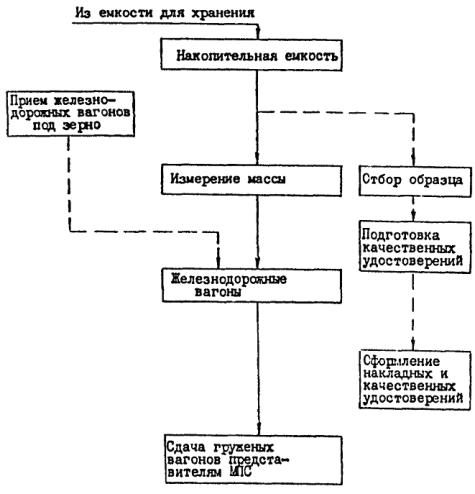 Из емкости для хранения
Накопительная емкость
Прием железно-
дорожных вагонов
под зерно
Измерение массы
Отбор образца
Подготовка
качественных
удостоверений
Железнодорожные
вагоны
Оформление
накладных и
качественных
удостоверений
Сдача груженых
вагонов предста-
вителям МПС